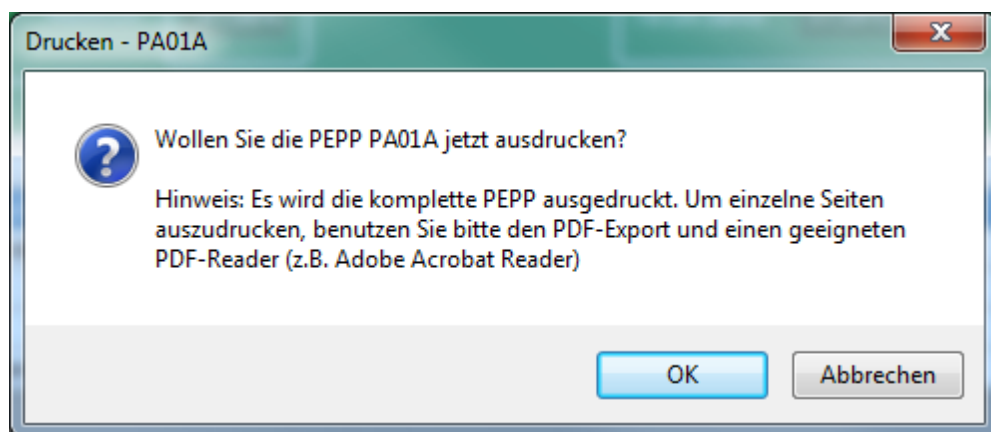 Drucken - PA01A
Wollen Sie die PEPP PA01A jetzt ausdrucken?
Hinweis: Es wird die komplette PEPP ausgedruckt. Um einzelne Seiten
auszudrucken, benutzen Sie bitte den PDF-Export und einen geeigneten
PDF-Reader (z.B. Adobe Acrobat Reader)
OK
Abbrechen